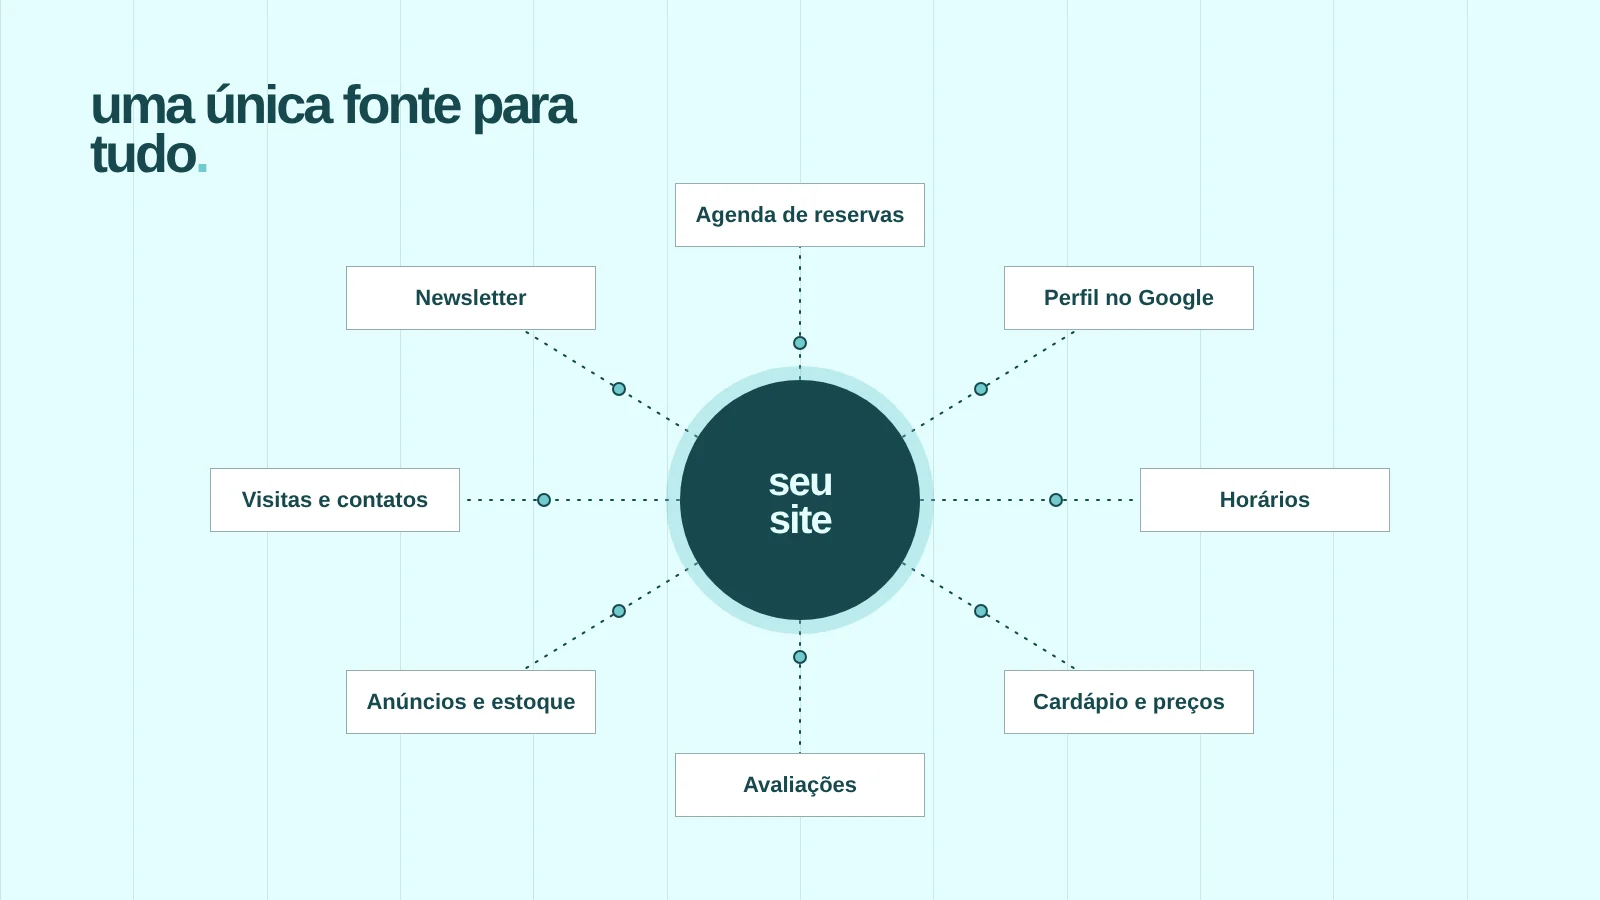 uma única fonte para
tudo.
Agenda de reservas
Newsletter
Perfil no Google
Visitas e contatos
seu
site
Horários
Anúncios e estoque
Cardápio e preços
Avaliações